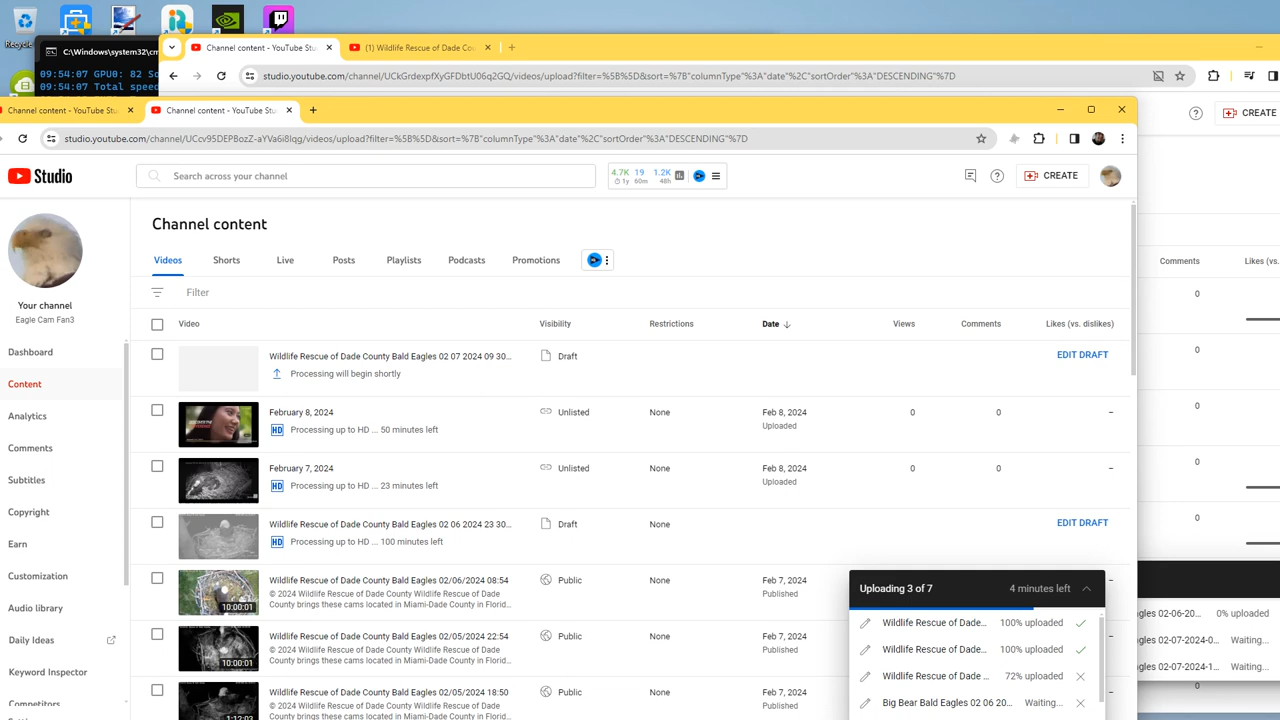 Recycle
C:\Windows\system32\cm
09:54:07 GPU0: 82 So
09:54:07 Total speed
Channel content - YouTube Stu
(1) Wildlife Rescue of Dade Cou
studio.youtube.com/channel/UCkGrdexpfXyGFDbtU06q2GQ/videos/upload?filter=%5B%5D&sort=%7B"columnType"%3A"date"%2C"sortOrder"%3A"DESCENDING"%7D
Channel content - YouTube Stu
Channel content - YouTube Stu
studio.youtube.com/channel/UCcv95DEPBozZ-aYVa6i8lqg/videos/upload?filter=%5B%5D&sort=%7B"columnType"%3A"date"%2C"sortOrder"%3A"DESCENDING"%7D
CREATE
Studio
Search across your channel
4.7K 19 1.2K
1y 60m 48h
CREATE
Channel content
Videos Shorts Live Posts Playlists Podcasts Promotions
Comments Likes (vs.
Filter
Your channel
Eagle Cam Fan3
Video Visibility Restrictions Date Views Comments Likes (vs. dislikes)
Dashboard
Content
Analytics
Comments
Subtitles
Copyright
Earn
Customization
Audio library
Daily Ideas
Keyword Inspector
Competitors
Wildlife Rescue of Dade County Bald Eagles 02 07 2024 09 30... Draft EDIT DRAFT
Processing will begin shortly
February 8, 2024 Unlisted None Feb 8, 2024 0 0 –
HD Processing up to HD ... 50 minutes left Uploaded
February 7, 2024 Unlisted None Feb 8, 2024 0 0 –
HD Processing up to HD ... 23 minutes left Uploaded
Wildlife Rescue of Dade County Bald Eagles 02 06 2024 23 30... Draft None EDIT DRAFT
HD Processing up to HD ... 100 minutes left
Wildlife Rescue of Dade County Bald Eagles 02/06/2024 08:54 Public None Feb 7, 2024
© 2024 Wildlife Rescue of Dade County Wildlife Rescue of Dade Published
County brings these cams located in Miami-Dade County in Florid...
10:00:01
Wildlife Rescue of Dade County Bald Eagles 02/05/2024 22:54 Public None Feb 7, 2024
© 2024 Wildlife Rescue of Dade County Wildlife Rescue of Dade Published
County brings these cams located in Miami-Dade County in Florid...
10:00:01
Wildlife Rescue of Dade County Bald Eagles 02/05/2024 18:50 Public None Feb 7, 2024
© 2024 Wildlife Rescue of Dade County Wildlife Rescue of Dade Published
County brings these cams located in Miami-Dade County in Florid...
1:12:03
Uploading 3 of 7 4 minutes left
Wildlife Rescue of Dade... 100% uploaded
Wildlife Rescue of Dade... 100% uploaded
Wildlife Rescue of Dade ... 72% uploaded
Big Bear Bald Eagles 02 06 20... Waiting...
0
0
0
0
0
agles 02-06-20... 0% uploaded
agles 02-07-2024-0... Waiting...
agles 02-07-2024-1... Waiting...
0